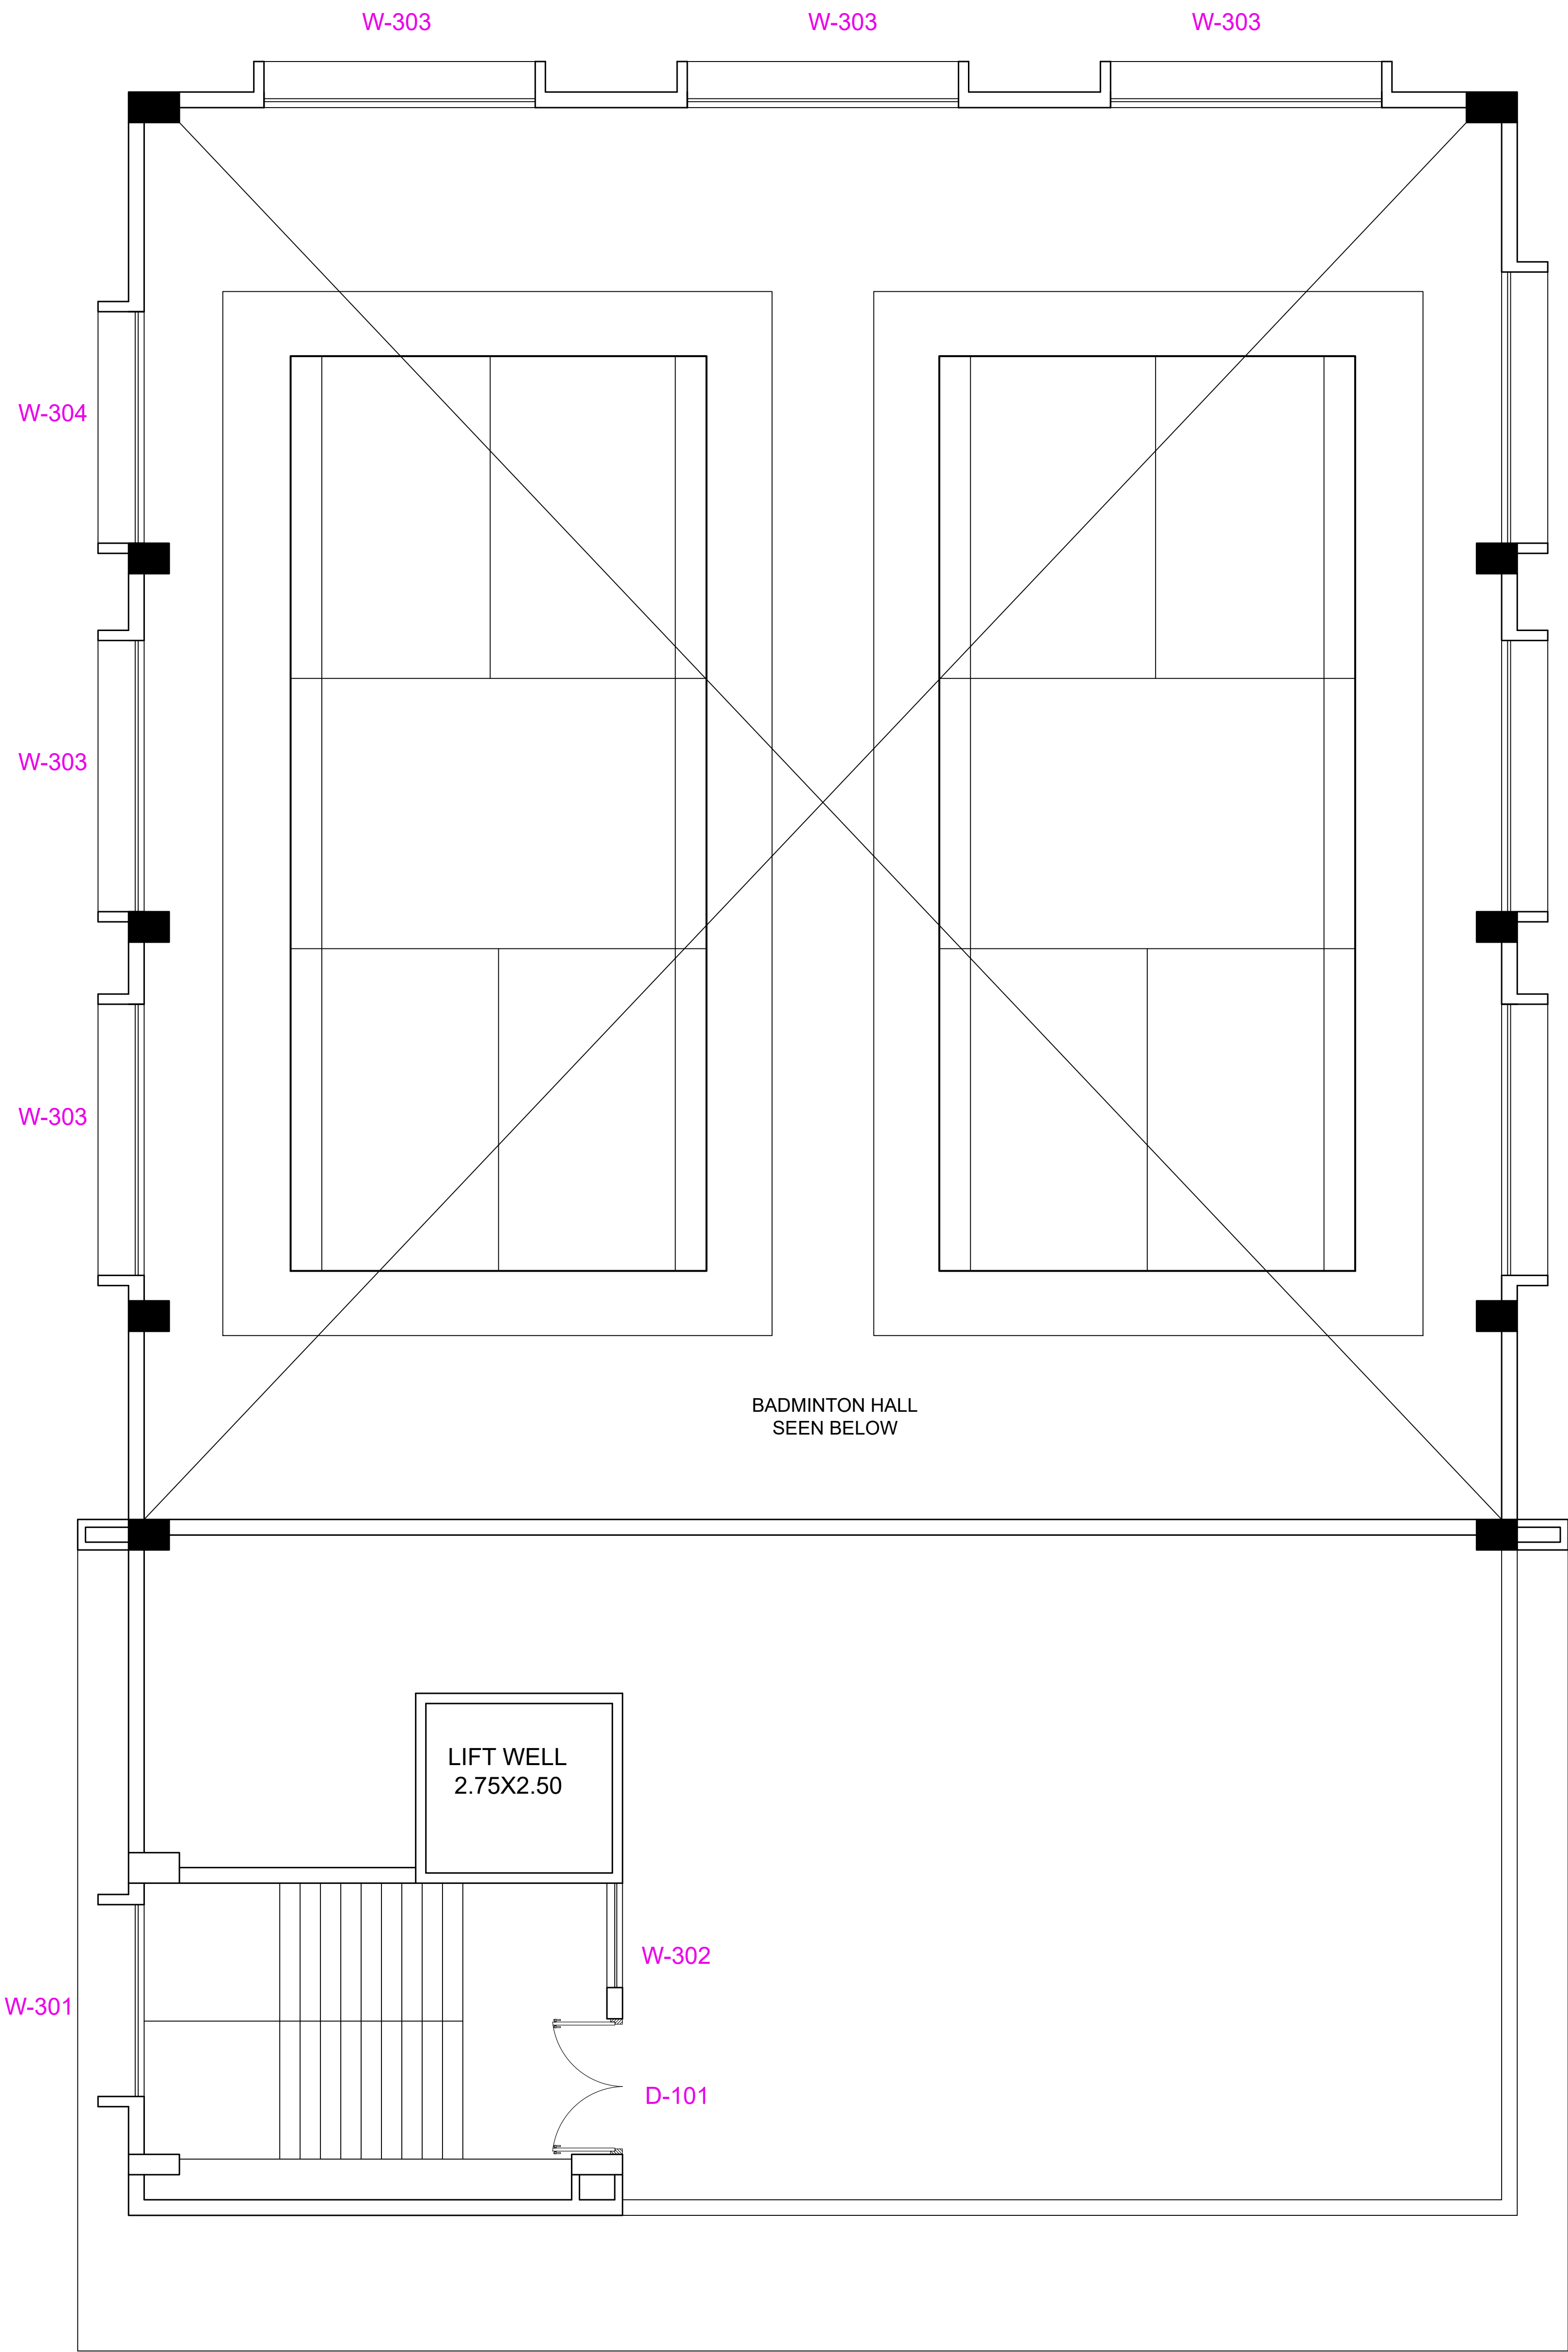 W-303
W-303
W-303
W-304
W-303
W-303
BADMINTON HALL
SEEN BELOW
LIFT WELL
2.75X2.50
W-302
W-301
D-101